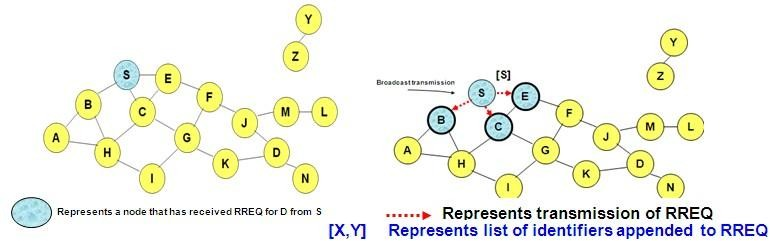 Y
Z
S
E
B
F
C
J
M
L
A
H
G
D
K
I
N
Represents a node that has received RREQ for D from S
Y
Z
Broadcast transmission
[S]
S
E
B
C
F
J
M
L
A
H
G
D
K
I
N
Represents transmission of RREQ
[X,Y] Represents list of identifiers appended to RREQ